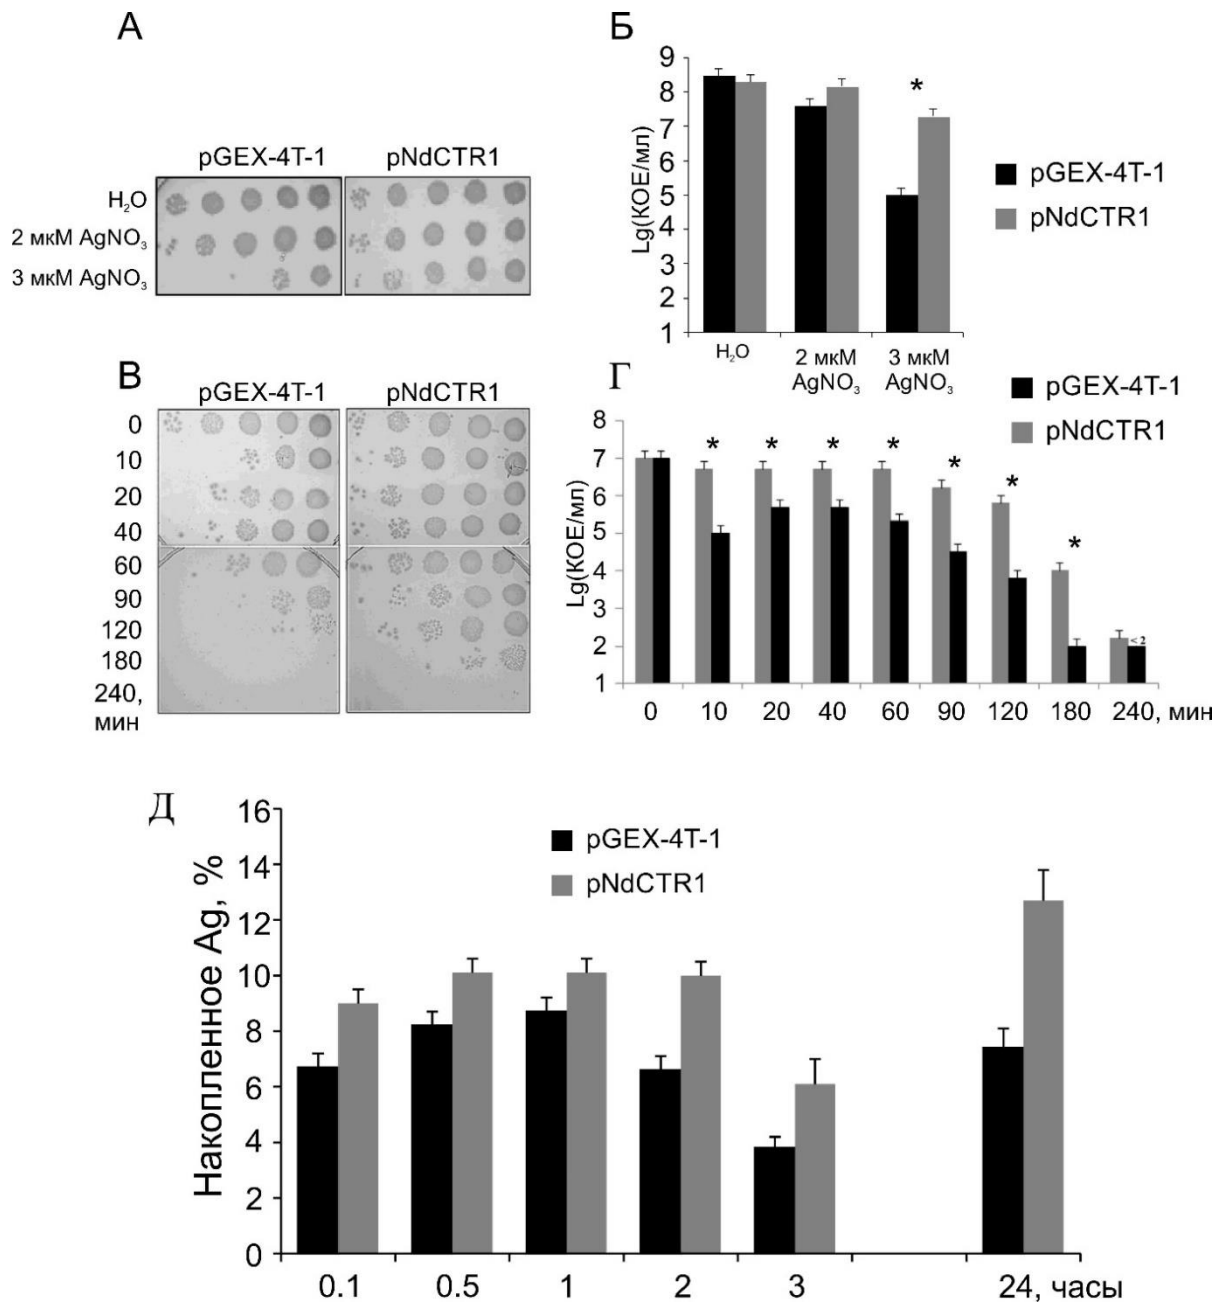 А
pGEX-4T-1 pNdCTR1
H₂O
2 мкМ AgNO₃
3 мкМ AgNO₃
Б
9
8
7
6
5
4
3
2
1
Lg(КОЕ/мл)
*
H₂O 2 мкМ AgNO₃ 3 мкМ AgNO₃
pGEX-4T-1
pNdCTR1
В
pGEX-4T-1 pNdCTR1
0
10
20
40
60
90
120
180
240,
мин
Г
pGEX-4T-1
pNdCTR1
8
7
6
5
4
3
2
1
Lg(КОЕ/мл)
* * * * * * *
<2
0 10 20 40 60 90 120 180 240, мин
Д
16
14
12
10
8
6
4
2
0
Накопленное Ag, %
pGEX-4T-1
pNdCTR1
0.1 0.5 1 2 3 24, часы